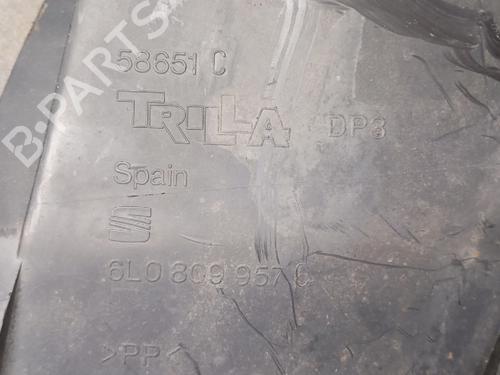 58651 C
TRILLA DP3
Spain
6L0 809 957 C
>PP<
B-PARTS